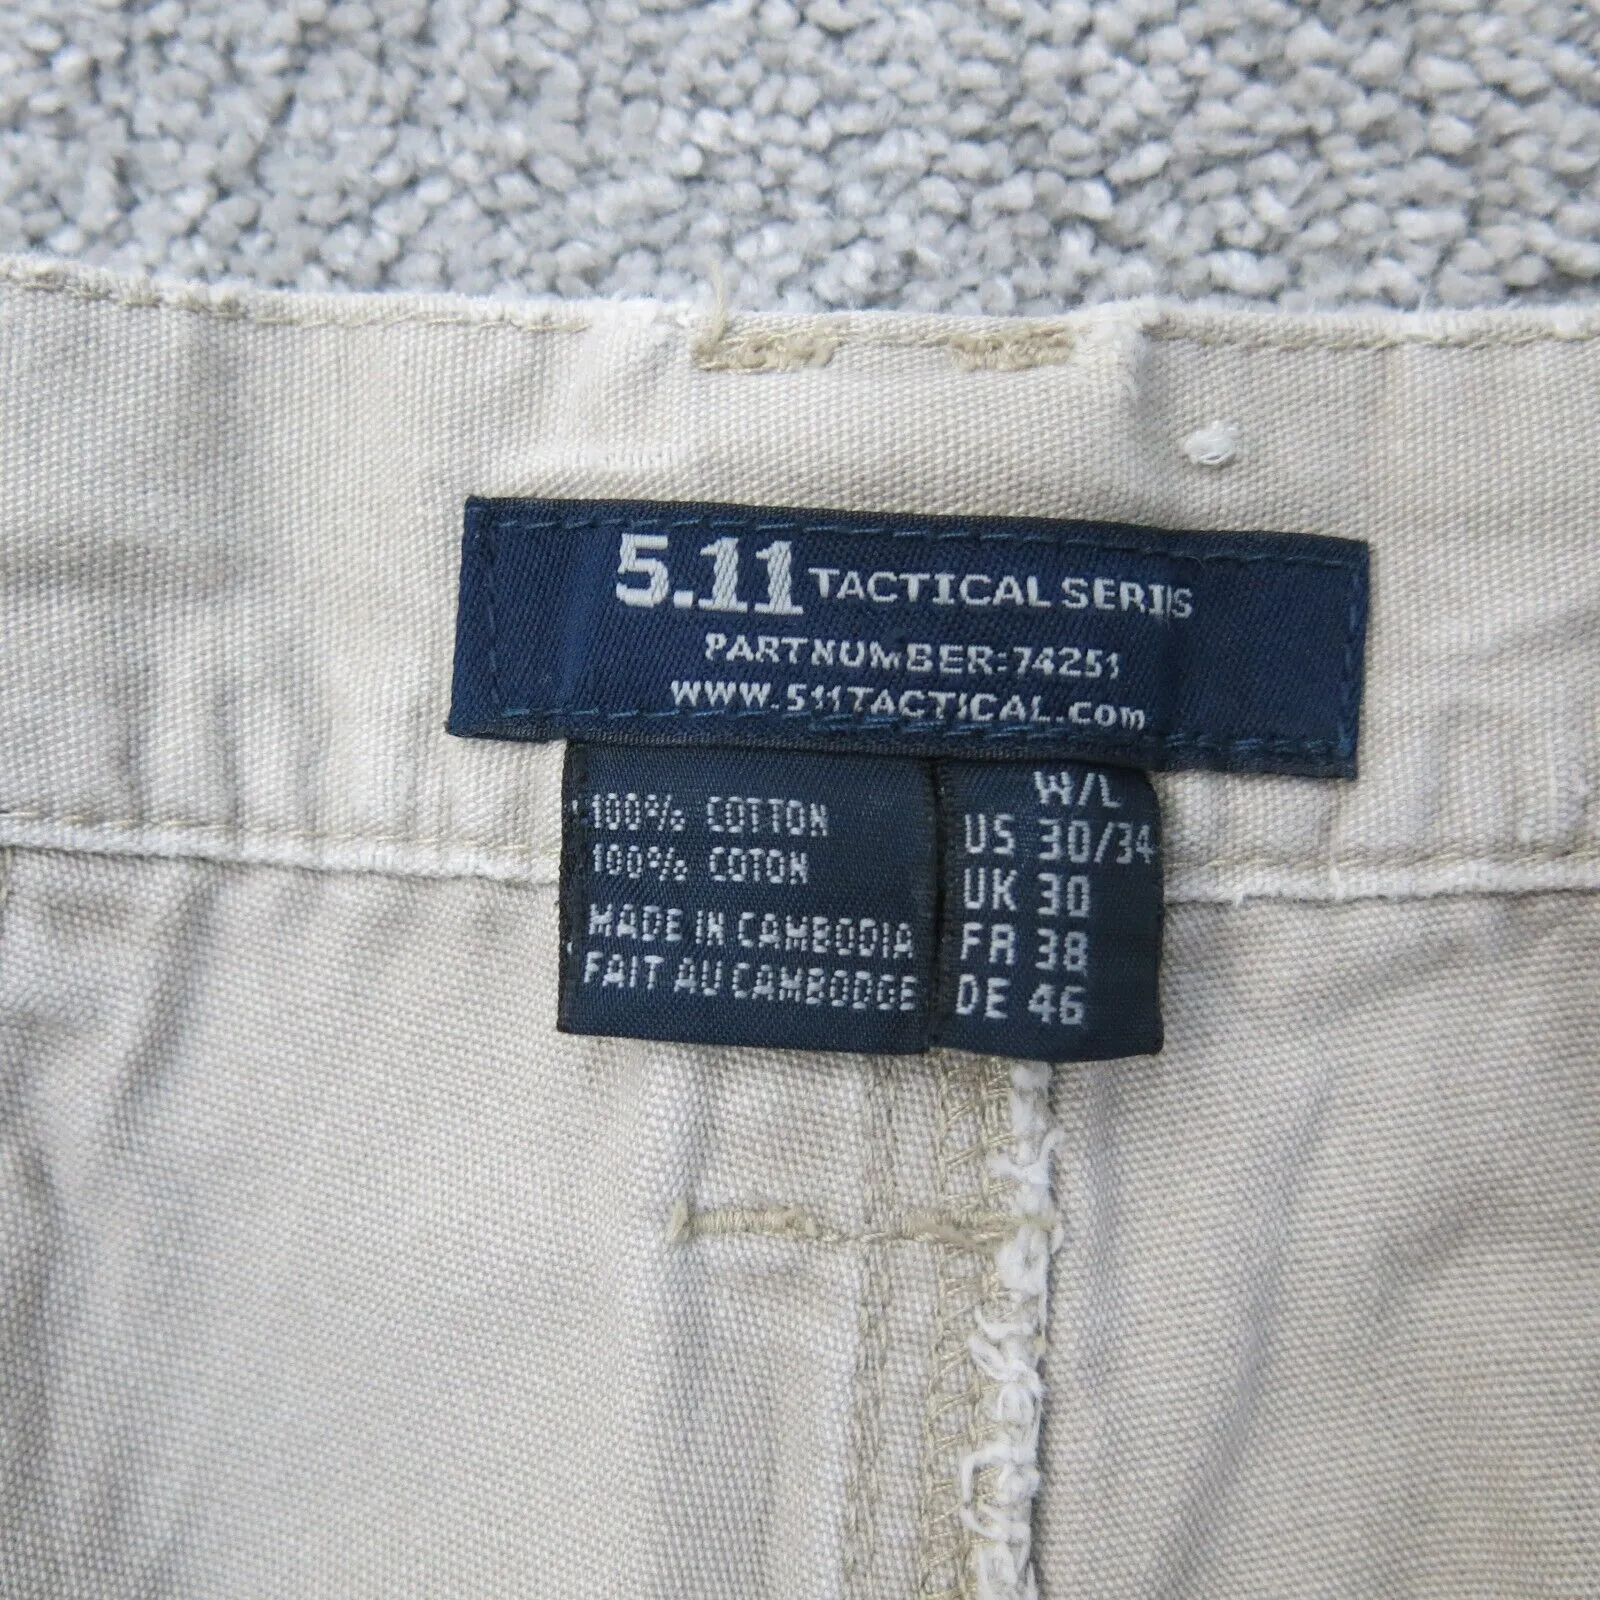 5.11 TACTICAL SERIES
PART NUMBER: 74251
WWW.511TACTICAL.com
100% COTTON
100% COTON
MADE IN CAMBODIA
FAIT AU CAMBODGE
W/L
US 30/34
UK 30
FR 38
DE 46